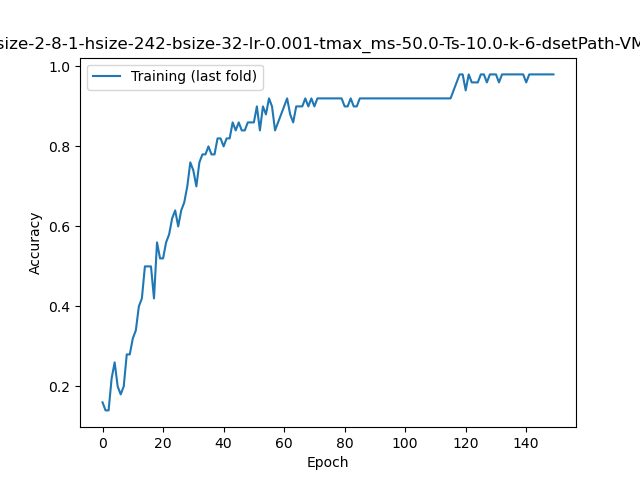 size-2-8-1-hsize-242-bsize-32-lr-0.001-tmax_ms-50.0-Ts-10.0-k-6-dsetPath-VM
Training (last fold)
1.0
0.8
0.6
0.4
0.2
Accuracy
0 20 40 60 80 100 120 140
Epoch